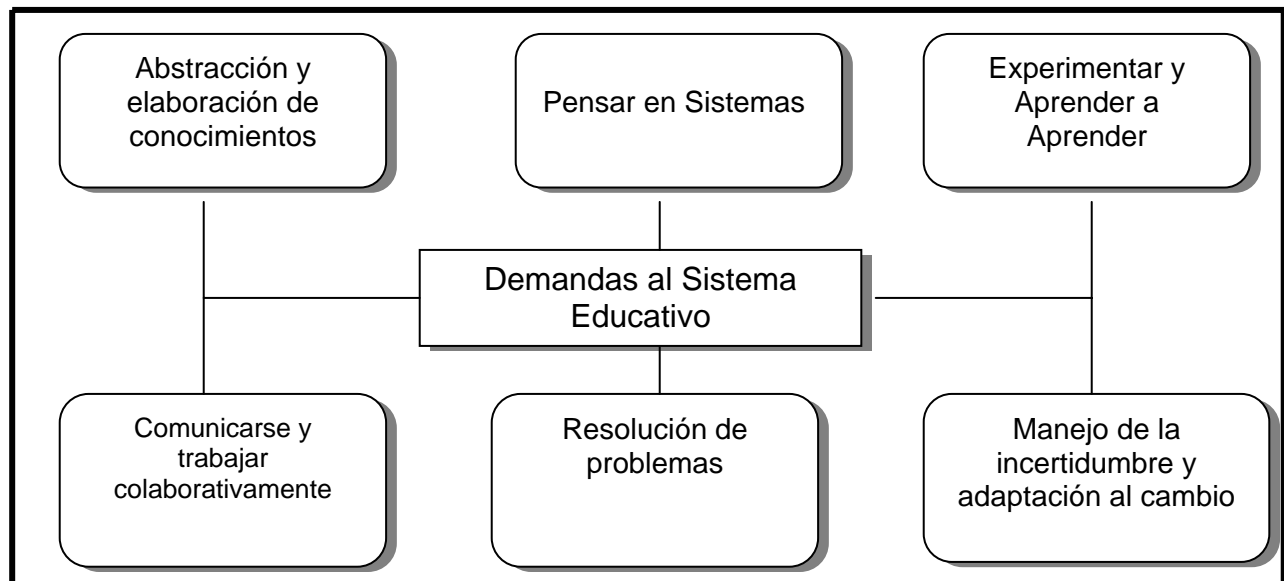 Abstracción y
elaboración de
conocimientos
Pensar en Sistemas
Experimentar y
Aprender a
Aprender
Demandas al Sistema
Educativo
Comunicarse y
trabajar
colaborativamente
Resolución de
problemas
Manejo de la
incertidumbre y
adaptación al cambio